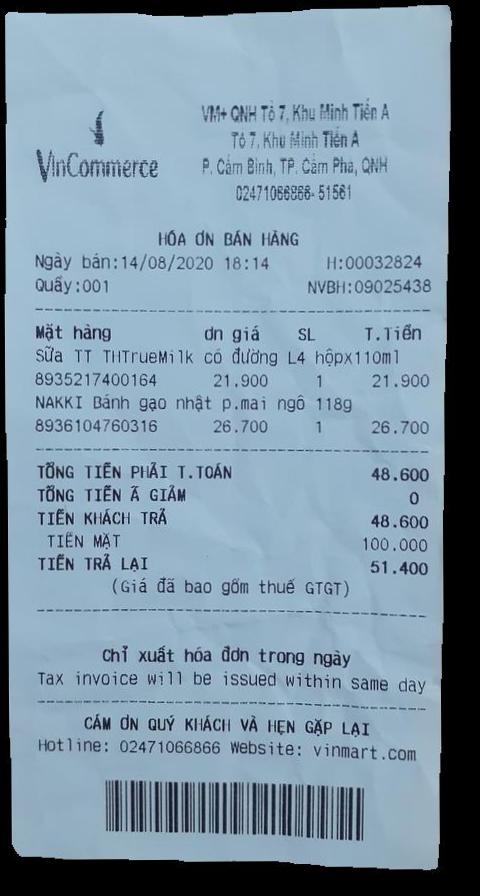 VinCommerce
VM+ QNH Tổ 7, Khu Minh Tiến A
Tổ 7, Khu Minh Tiến A
P. Cẩm Bình, TP. Cẩm Phả, QNH
02471066866- 51561
HÓA ƠN BÁN HÀNG
Ngày bán:14/08/2020 18:14 H:00032824
Quầy:001 NVBH:09025438
Mặt hàng ơn giá SL T.Tiền
Sữa TT THTrueMilk có đường L4 hộpx110ml
8935217400164 21.900 1 21.900
NAKKI Bánh gạo nhật p.mai ngô 118g
8936104760316 26.700 1 26.700
TỔNG TIỀN PHẢI T.TOÁN 48.600
TỔNG TIỀN Ã GIẢM 0
TIỀN KHÁCH TRẢ 48.600
TIỀN MẶT 100.000
TIỀN TRẢ LẠI 51.400
(Giá đã bao gồm thuế GTGT)
Chỉ xuất hóa đơn trong ngày
Tax invoice will be issued within same day
CÁM ƠN QUÝ KHÁCH VÀ HẸN GẶP LẠI
Hotline: 02471066866 Website: vinmart.com